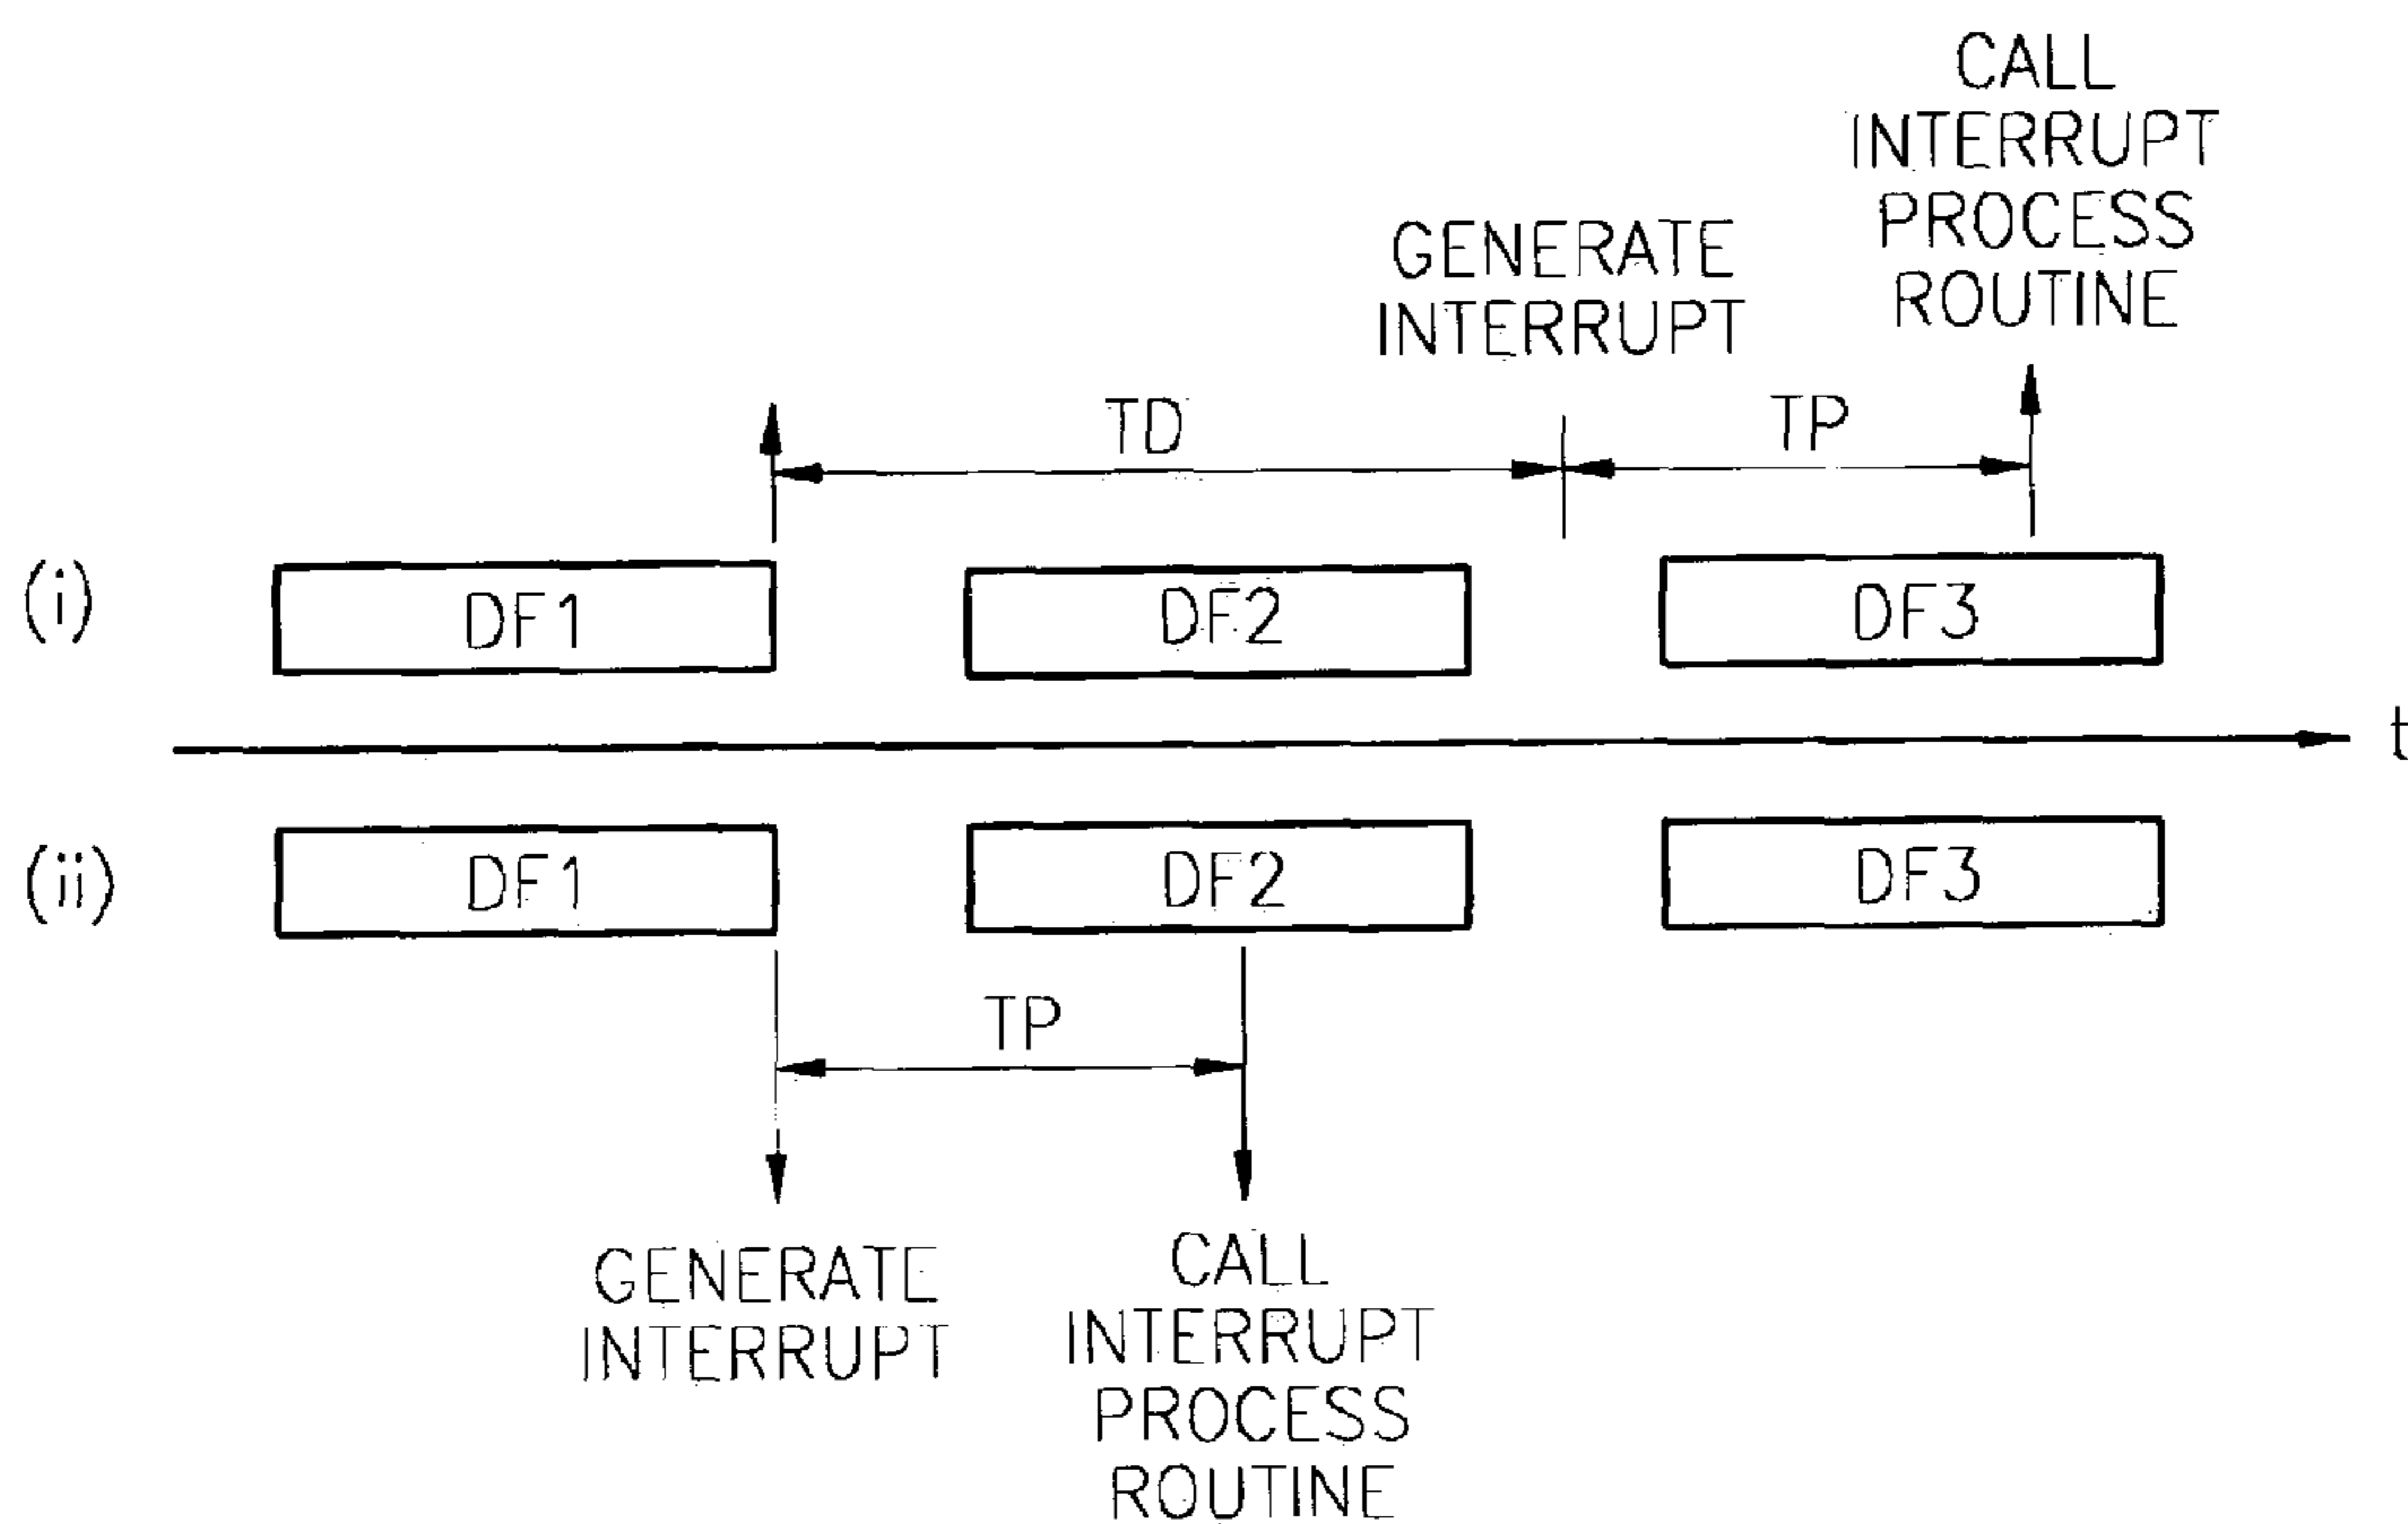 CALL
INTERRUPT
PROCESS
ROUTINE
GENERATE
INTERRUPT
TD
TP
(i)
DF1
DF2
DF3
t
(ii)
DF1
DF2
DF3
TP
GENERATE
INTERRUPT
CALL
INTERRUPT
PROCESS
ROUTINE